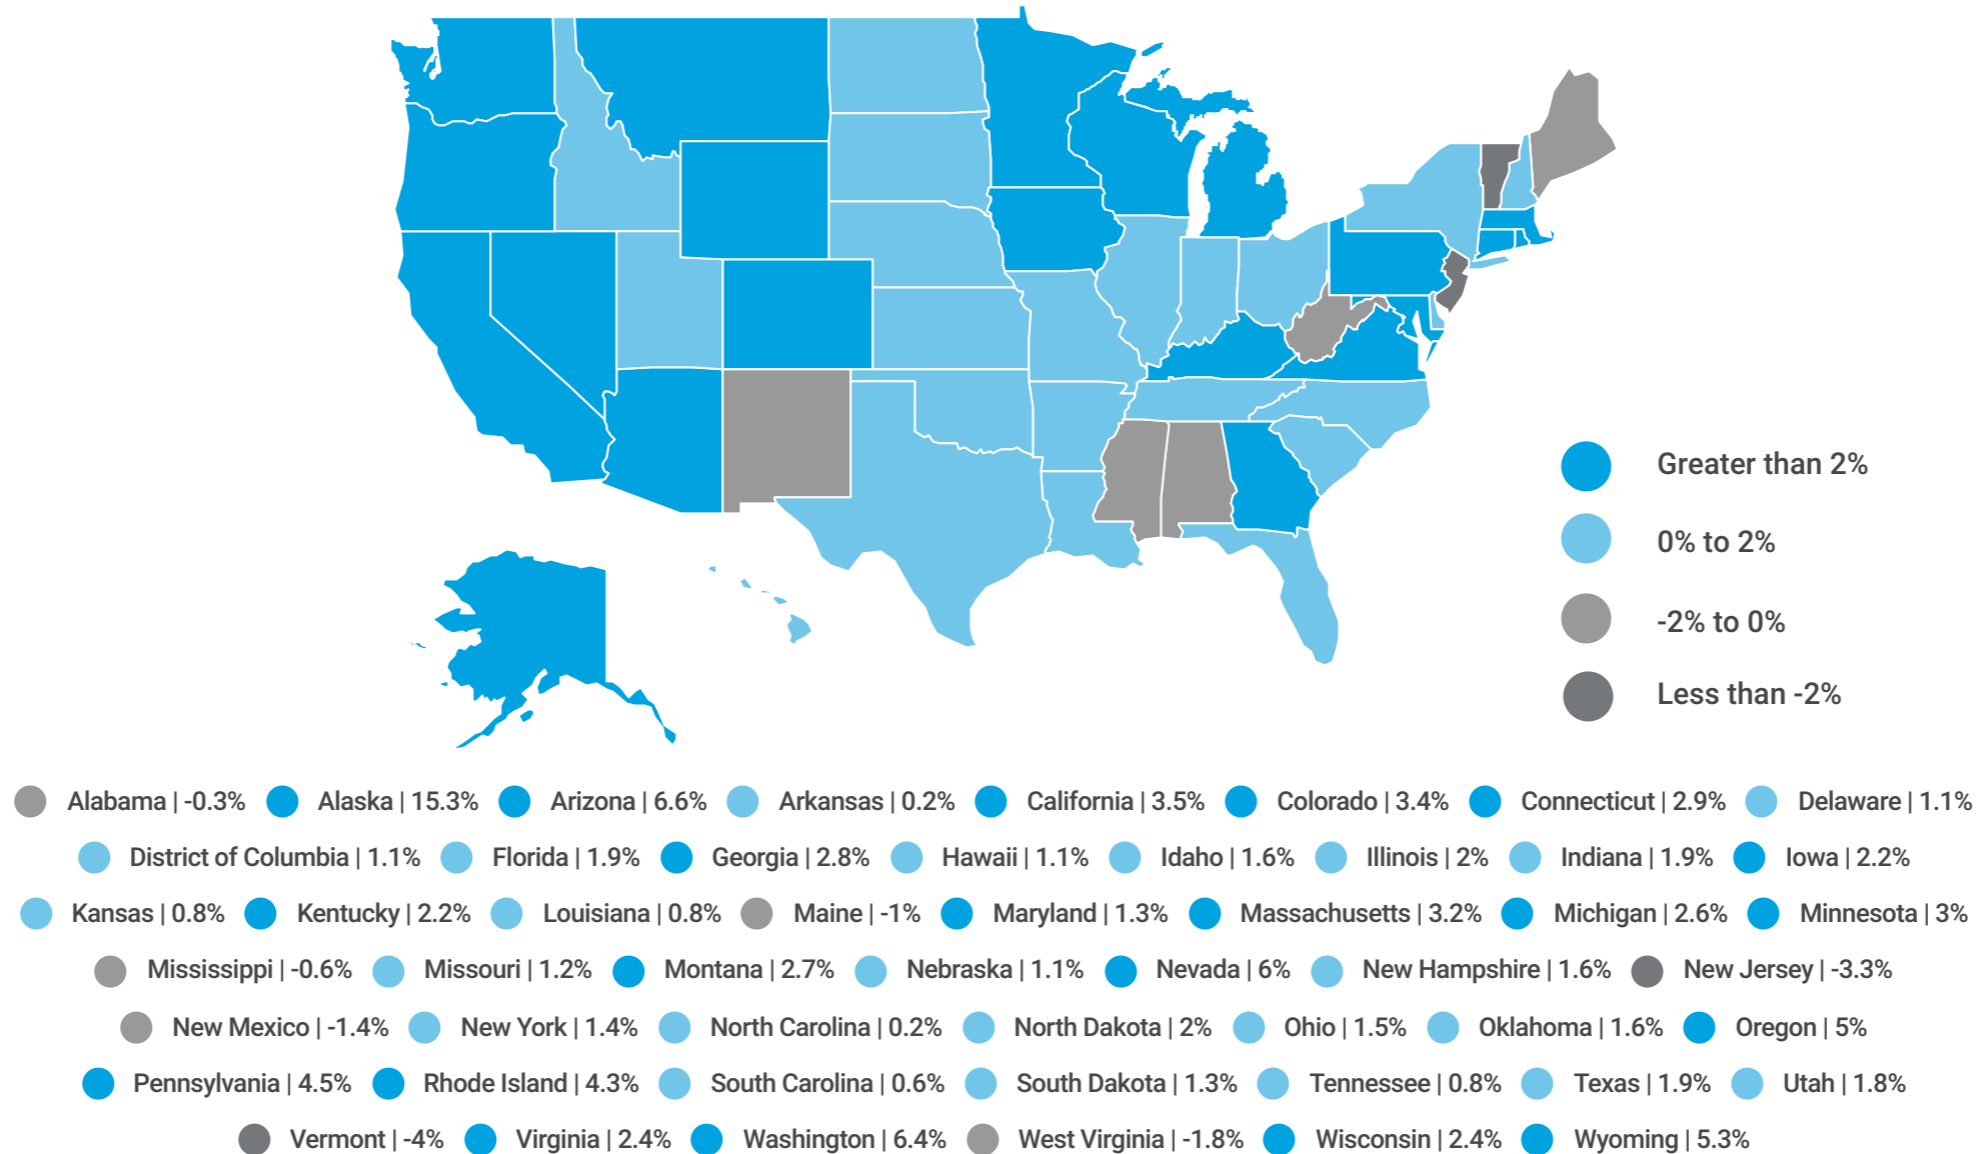 Greater than 2%
0% to 2%
-2% to 0%
Less than -2%
Alabama | -0.3% Alaska | 15.3% Arizona | 6.6% Arkansas | 0.2% California | 3.5% Colorado | 3.4% Connecticut | 2.9% Delaware | 1.1%
District of Columbia | 1.1% Florida | 1.9% Georgia | 2.8% Hawaii | 1.1% Idaho | 1.6% Illinois | 2% Indiana | 1.9% Iowa | 2.2%
Kansas | 0.8% Kentucky | 2.2% Louisiana | 0.8% Maine | -1% Maryland | 1.3% Massachusetts | 3.2% Michigan | 2.6% Minnesota | 3%
Mississippi | -0.6% Missouri | 1.2% Montana | 2.7% Nebraska | 1.1% Nevada | 6% New Hampshire | 1.6% New Jersey | -3.3%
New Mexico | -1.4% New York | 1.4% North Carolina | 0.2% North Dakota | 2% Ohio | 1.5% Oklahoma | 1.6% Oregon | 5%
Pennsylvania | 4.5% Rhode Island | 4.3% South Carolina | 0.6% South Dakota | 1.3% Tennessee | 0.8% Texas | 1.9% Utah | 1.8%
Vermont | -4% Virginia | 2.4% Washington | 6.4% West Virginia | -1.8% Wisconsin | 2.4% Wyoming | 5.3%